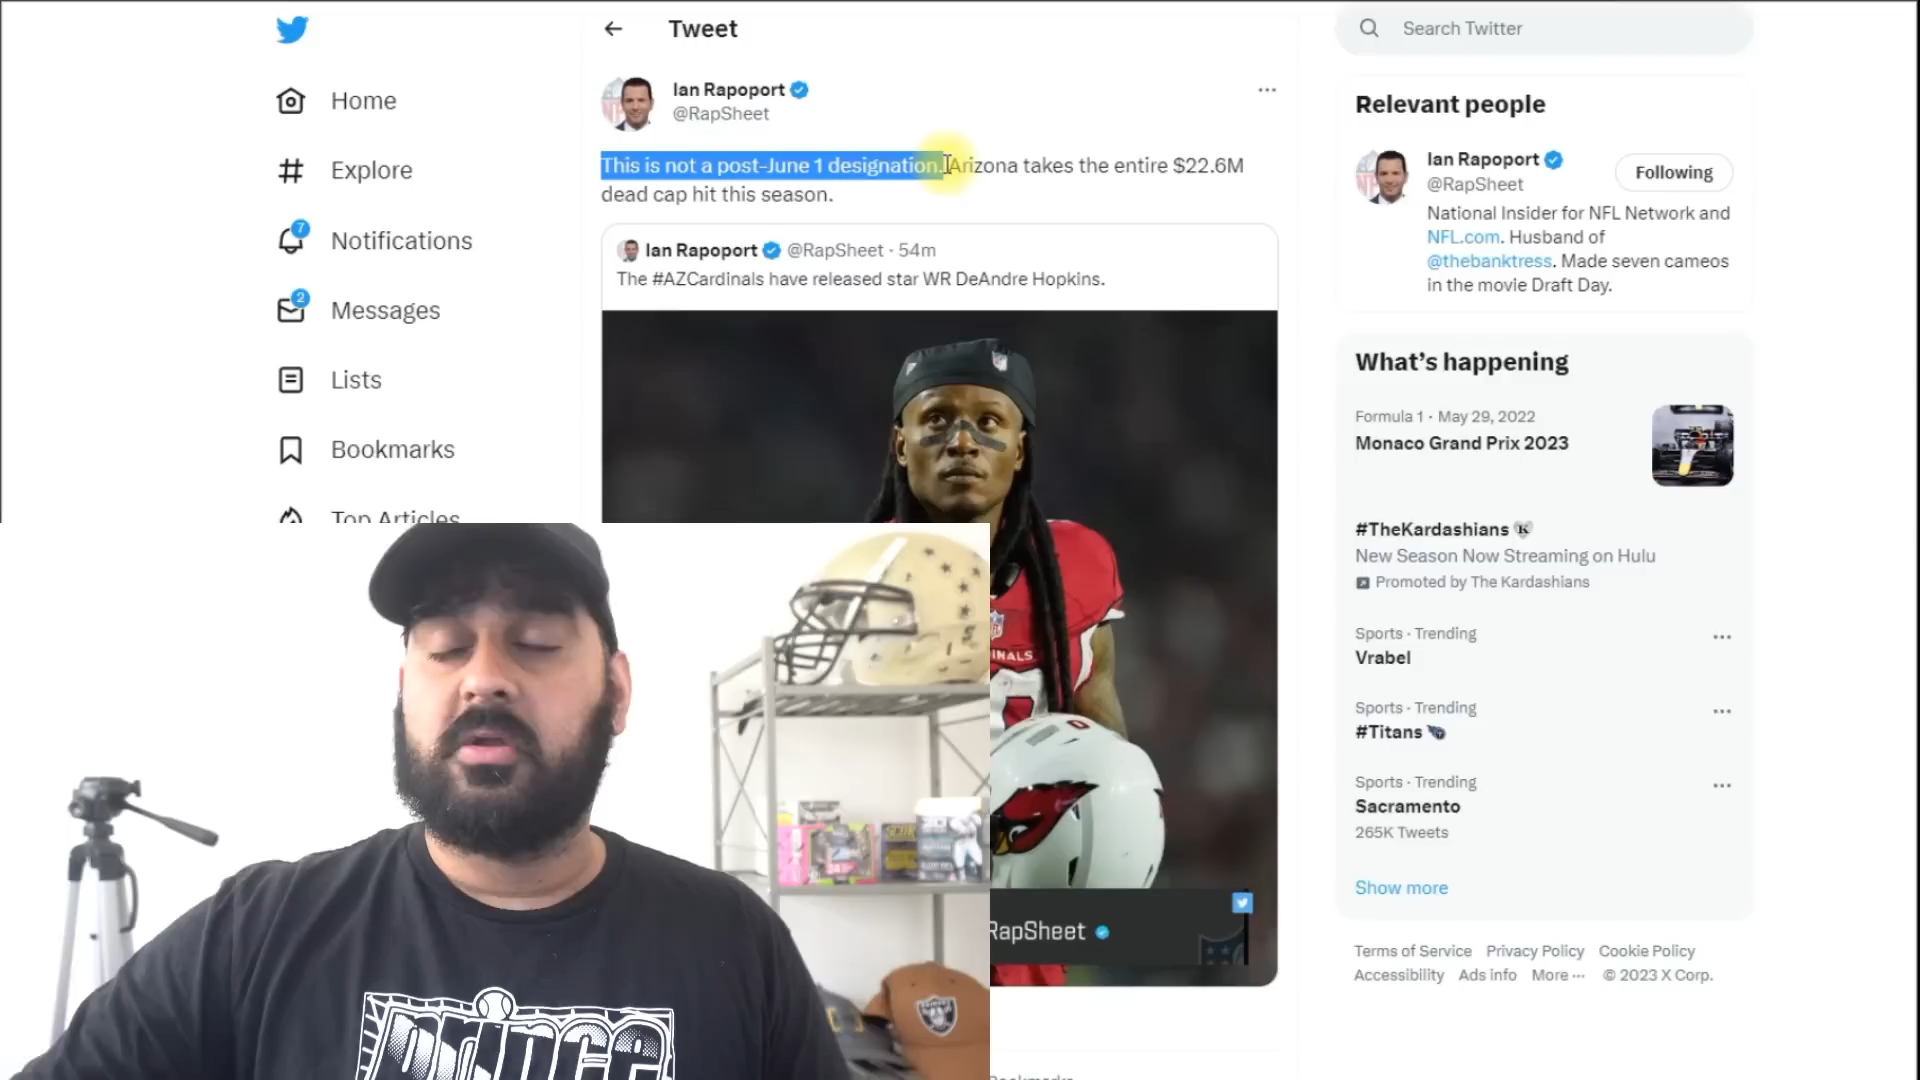 Home
Explore
7
Notifications
2
Messages
Lists
Bookmarks
Top Articles
Tweet
Ian Rapoport
@RapSheet
This is not a post-June 1 designation. Arizona takes the entire $22.6M
dead cap hit this season.
Ian Rapoport @RapSheet · 54m
The #AZCardinals have released star WR DeAndre Hopkins.
RapSheet
prince
Search Twitter
Relevant people
Ian Rapoport
@RapSheet
Following
National Insider for NFL Network and
NFL.com. Husband of
@thebanktress. Made seven cameos
in the movie Draft Day.
What's happening
Formula 1 · May 29, 2022
Monaco Grand Prix 2023
#TheKardashians
New Season Now Streaming on Hulu
Promoted by The Kardashians
Sports · Trending
Vrabel
Sports · Trending
#Titans
Sports · Trending
Sacramento
265K Tweets
Show more
Terms of Service Privacy Policy Cookie Policy
Accessibility Ads info More ··· © 2023 X Corp.